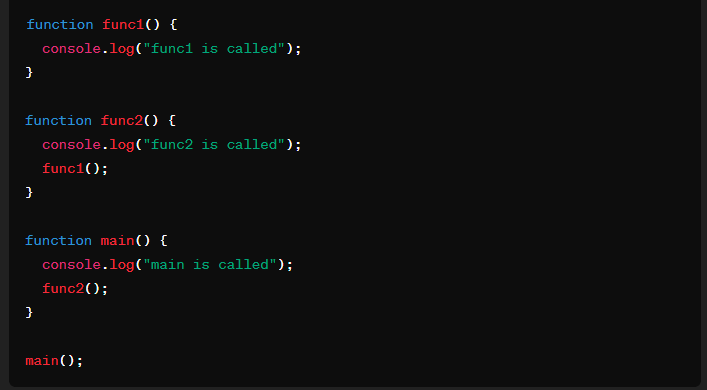 function func1() {
  console.log("func1 is called");
}

function func2() {
  console.log("func2 is called");
  func1();
}

function main() {
  console.log("main is called");
  func2();
}

main();